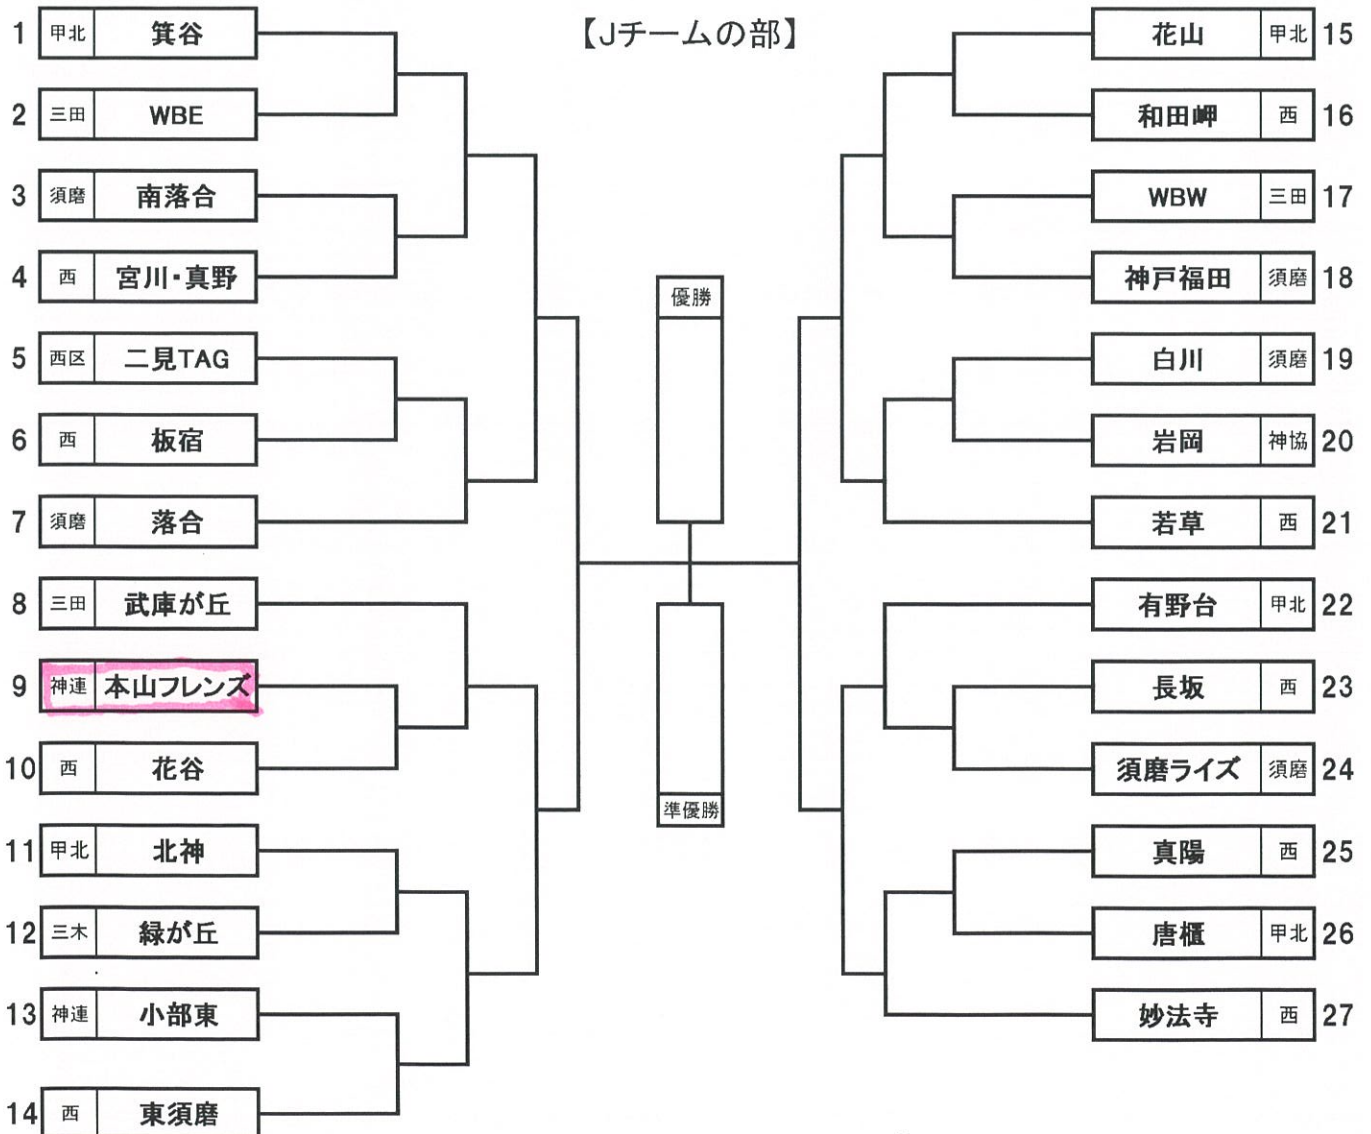 【Jチームの部】
1 甲北 箕谷
2 三田 WBE
3 須磨 南落合
4 西 宮川・真野
5 西区 二見TAG
6 西 板宿
7 須磨 落合
8 三田 武庫が丘
9 神連 本山フレンズ
10 西 花谷
11 甲北 北神
12 三木 緑が丘
13 神連 小部東
14 西 東須磨
優勝
準優勝
花山 甲北 15
和田岬 西 16
WBW 三田 17
神戸福田 須磨 18
白川 須磨 19
岩岡 神協 20
若草 西 21
有野台 甲北 22
長坂 西 23
須磨ライズ 須磨 24
真陽 西 25
唐櫃 甲北 26
妙法寺 西 27